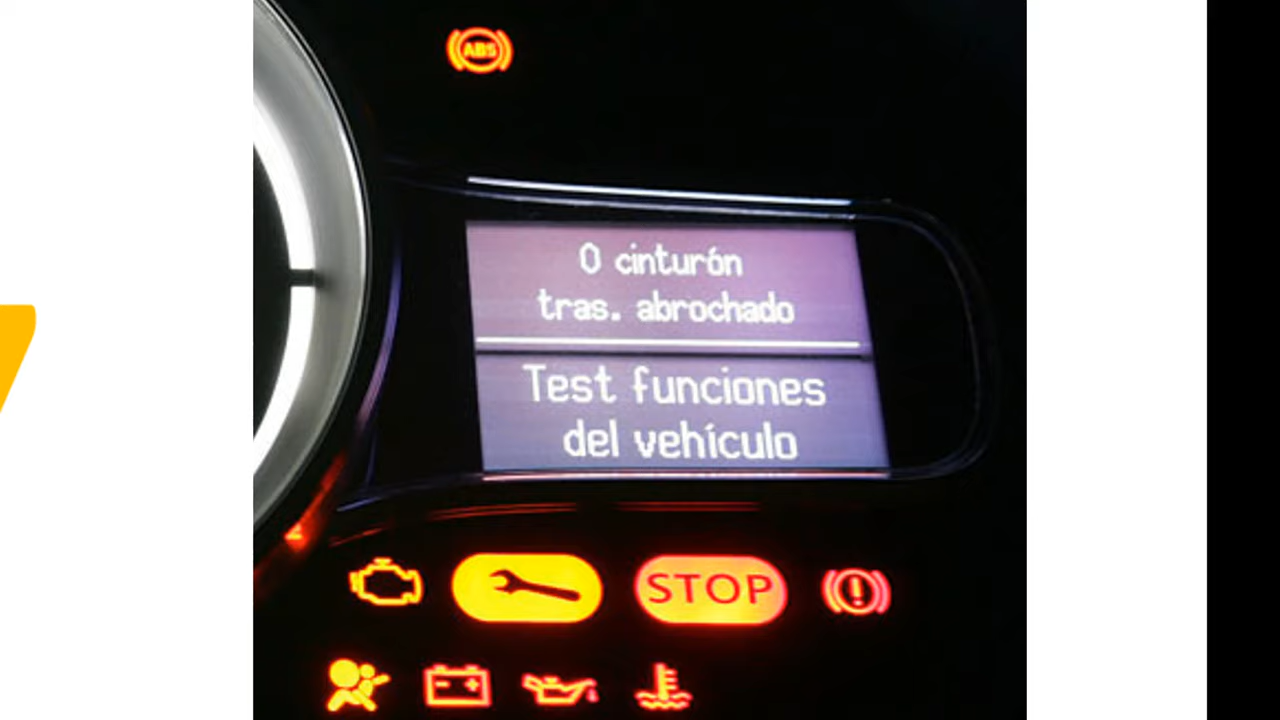 ABS
0 cinturón
tras. abrochado
Test funciones
del vehículo
STOP